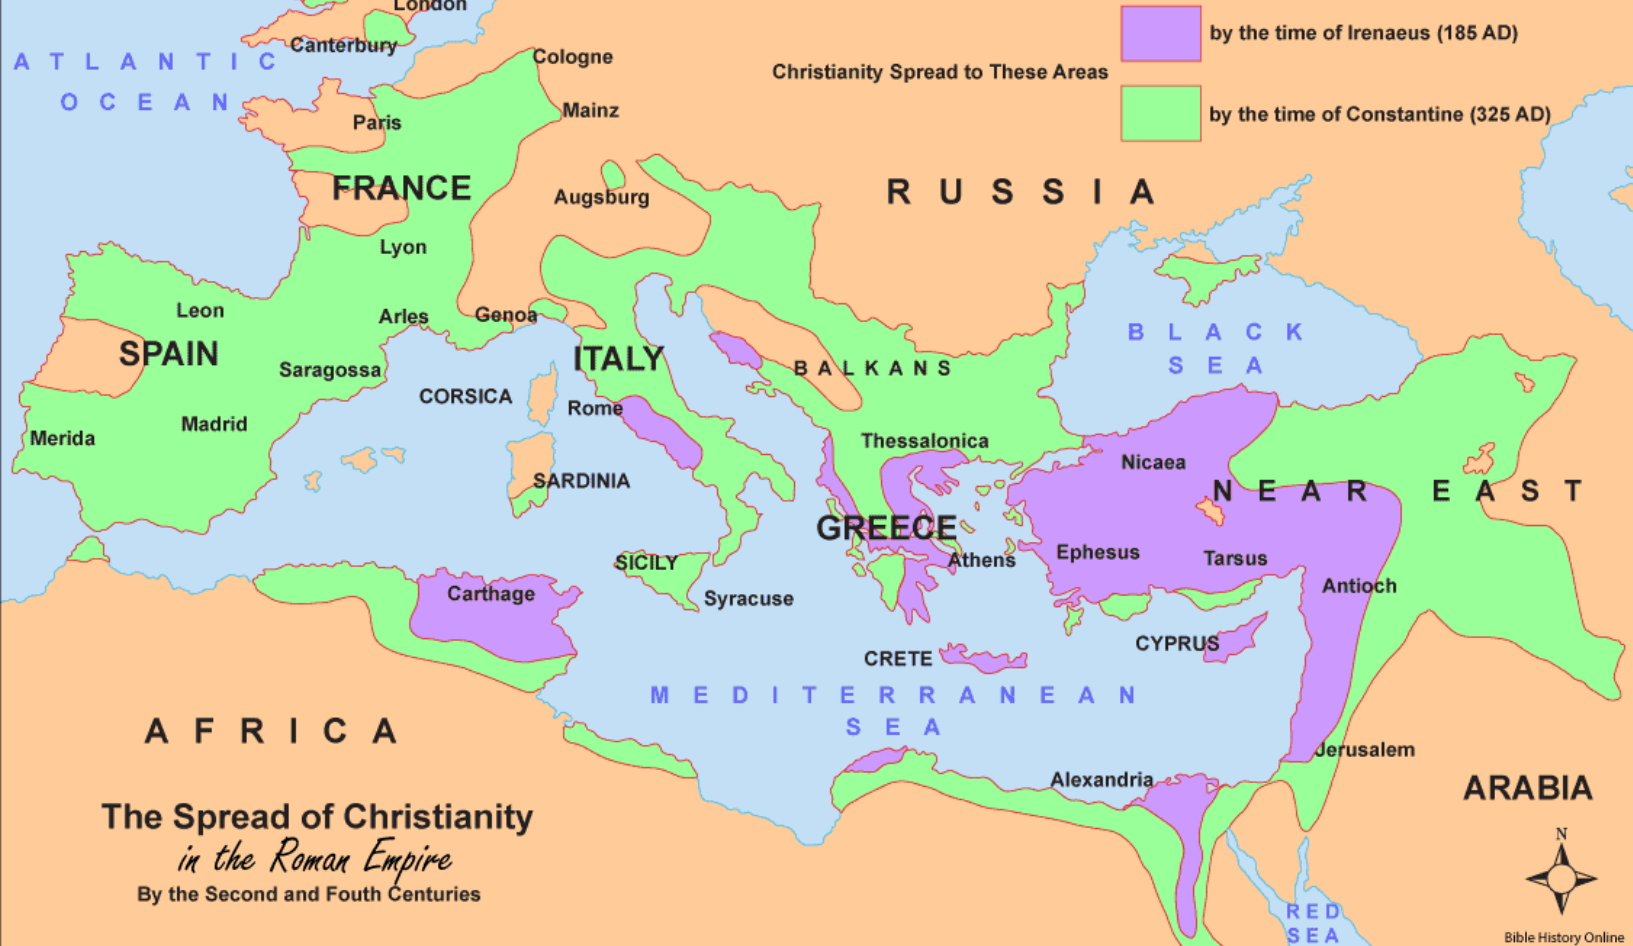 London
Canterbury
ATLANTIC
OCEAN
Cologne
Mainz
Paris
FRANCE
Augsburg
Lyon
Leon
Arles
Genoa
SPAIN
Saragossa
Madrid
Merida
CORSICA
ITALY
Rome
SARDINIA
SICILY
Syracuse
Christianity Spread to These Areas
by the time of Irenaeus (185 AD)
by the time of Constantine (325 AD)
RUSSIA
BLACK
SEA
BALKANS
Thessalonica
GREECE
Athens
Nicaea
NEAR EAST
Ephesus
Tarsus
Antioch
CYPRUS
CRETE
Carthage
MEDITERRANEAN
SEA
AFRICA
Alexandria
Jerusalem
ARABIA
RED
SEA
The Spread of Christianity
in the Roman Empire
By the Second and Fouth Centuries
N
Bible History Online